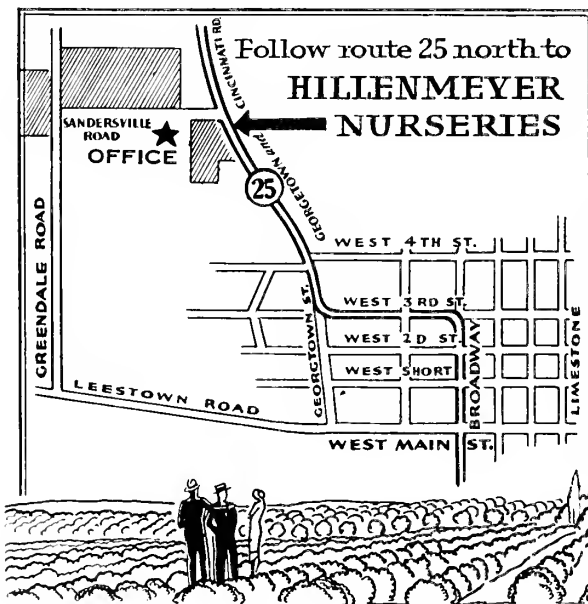 Follow route 25 north to
HILLENMEYER
NURSERIES
GEORGETOWN and CINCINNATI RD.
SANDERSVILLE
ROAD
OFFICE
25
GREENDALE ROAD
WEST 4TH ST.
WEST 3RD ST.
WEST 2D ST.
WEST SHORT
GEORGTOWN ST.
BROADWAY
LIMESTONE
LEESTOWN ROAD
WEST MAIN ST.